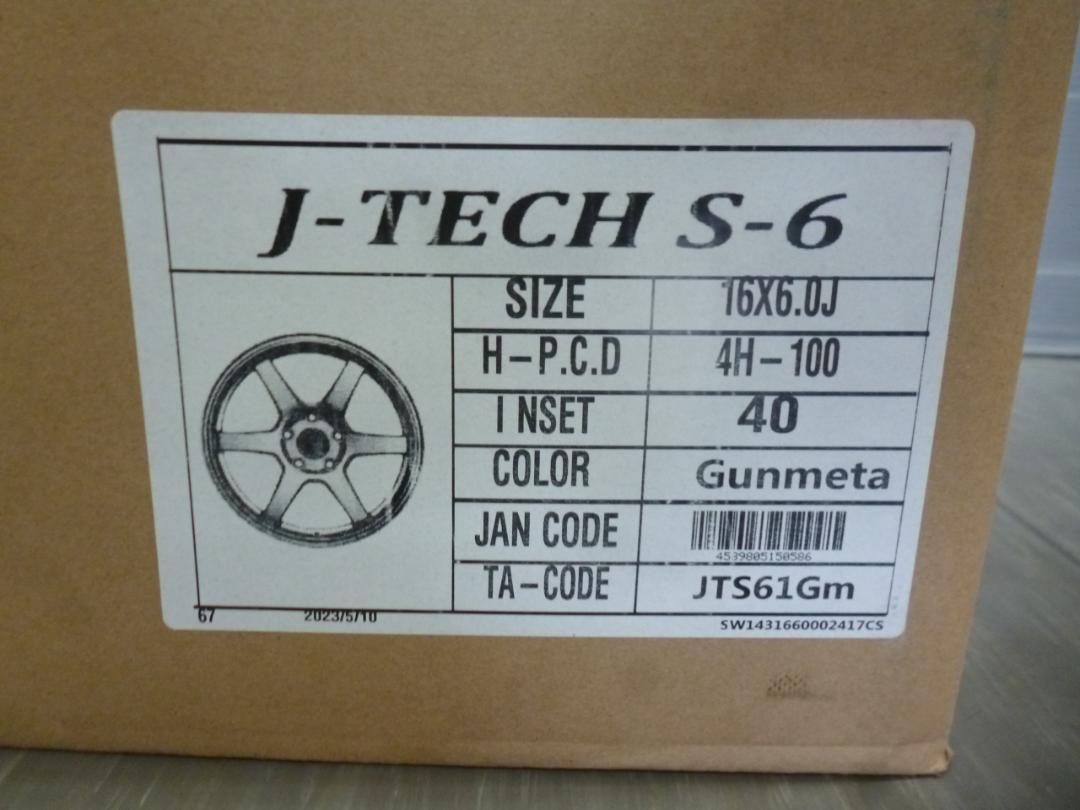 J-TECH S-6
SIZE 16X6.0J
H-P.C.D 4H-100
INSET 40
COLOR Gunmeta
JAN CODE 4539805150586
TA-CODE JTS61Gm
67 2023/5/10 SW1431660002417CS